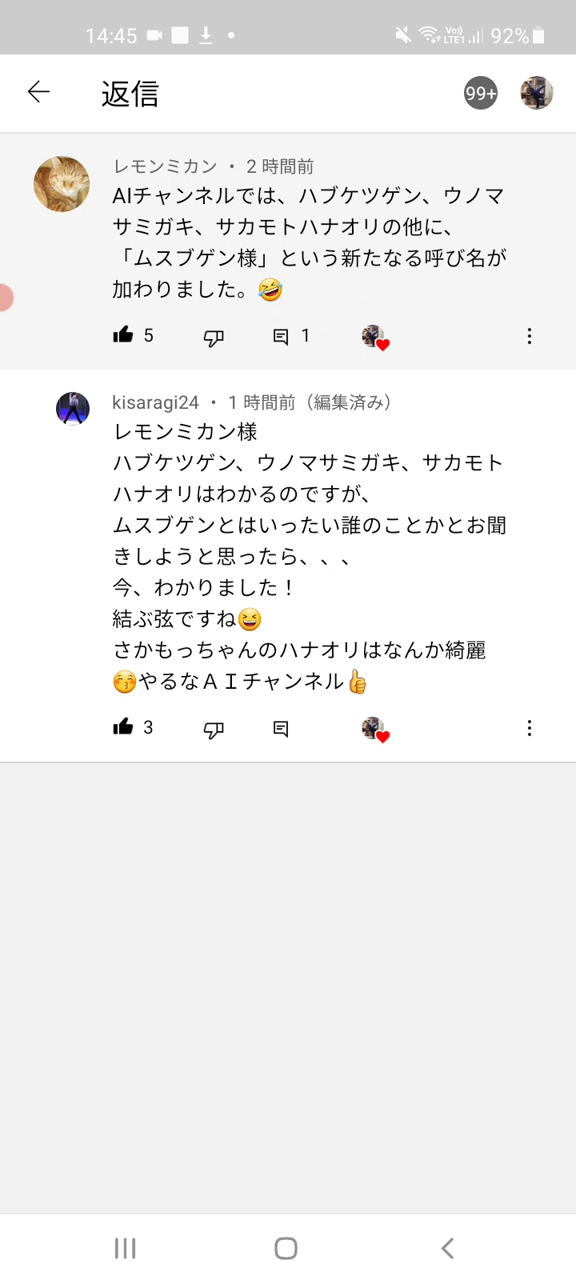 14:45 Vo) LTE1 92%
返信 99+
レモンミカン ・ 2 時間前
AIチャンネルでは、ハブケツゲン、ウノマ
サミガキ、サカモトハナオリの他に、
「ムスブゲン様」という新たなる呼び名が
加わりました。🤣
5 1
kisaragi24 ・ 1 時間前（編集済み）
レモンミカン様
ハブケツゲン、ウノマサミガキ、サカモト
ハナオリはわかるのですが、
ムスブゲンとはいったい誰のことかとお聞
きしようと思ったら、、、
今、わかりました！
結ぶ弦ですね😆
さかもっちゃんのハナオリはなんか綺麗
😚やるなＡＩチャンネル👍
3